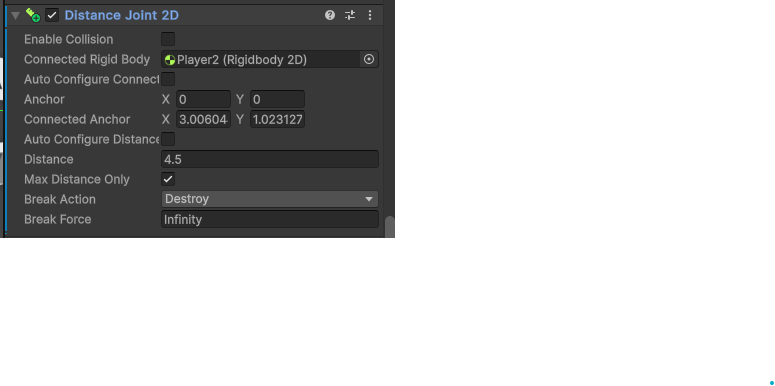 Distance Joint 2D
Enable Collision
Connected Rigid Body Player2 (Rigidbody 2D)
Auto Configure Connect
Anchor X 0 Y 0
Connected Anchor X 3.00604 Y 1.023127
Auto Configure Distance
Distance 4.5
Max Distance Only
Break Action Destroy
Break Force Infinity